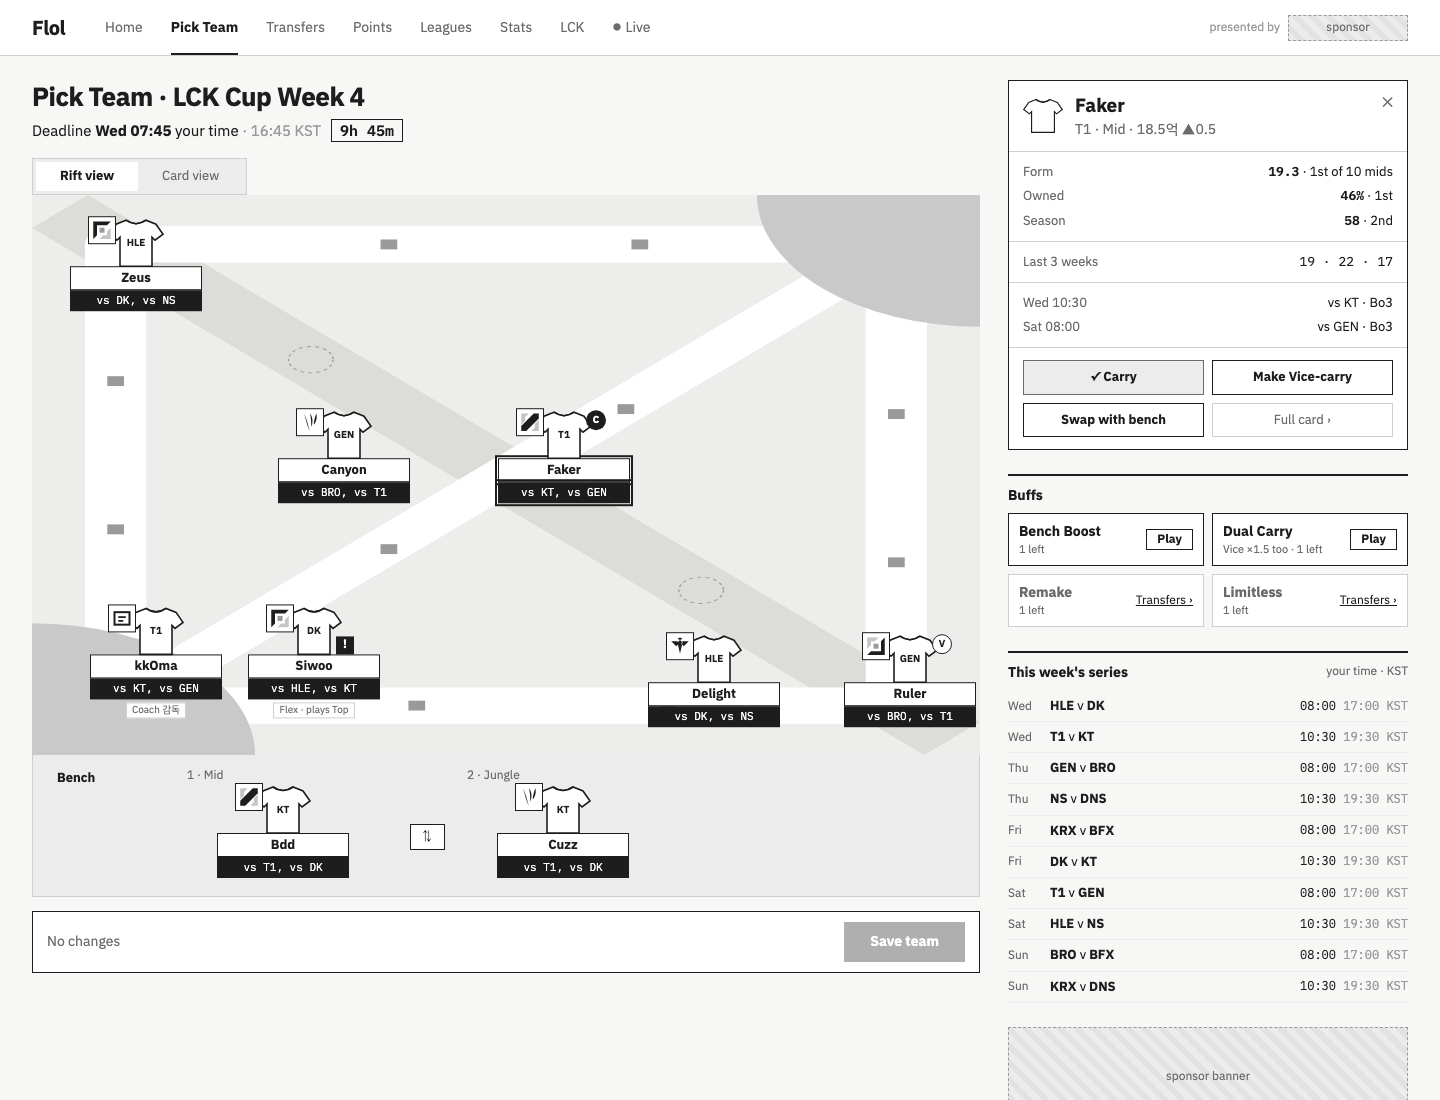 Flol Home Pick Team Transfers Points Leagues Stats LCK Live presented by sponsor
Pick Team · LCK Cup Week 4
Deadline Wed 07:45 your time · 16:45 KST 9h 45m
Rift view Card view
HLE
Zeus
vs DK, vs NS
GEN
Canyon
vs BRO, vs T1
T1 C
Faker
vs KT, vs GEN
T1
kkOma
vs KT, vs GEN
Coach 감독
DK !
Siwoo
vs HLE, vs KT
Flex · plays Top
HLE
Delight
vs DK, vs NS
GEN V
Ruler
vs BRO, vs T1
Bench
1 · Mid
KT
Bdd
vs T1, vs DK
⇅
2 · Jungle
KT
Cuzz
vs T1, vs DK
No changes Save team
Faker ×
T1 · Mid · 18.5억 ▲0.5
Form 19.3 · 1st of 10 mids
Owned 46% · 1st
Season 58 · 2nd
Last 3 weeks 19 · 22 · 17
Wed 10:30 vs KT · Bo3
Sat 08:00 vs GEN · Bo3
✓ Carry Make Vice-carry
Swap with bench Full card ›
Buffs
Bench Boost
1 left
Play
Dual Carry
Vice ×1.5 too · 1 left
Play
Remake
1 left
Transfers ›
Limitless
1 left
Transfers ›
This week's series your time · KST
Wed HLE v DK 08:00 17:00 KST
Wed T1 v KT 10:30 19:30 KST
Thu GEN v BRO 08:00 17:00 KST
Thu NS v DNS 10:30 19:30 KST
Fri KRX v BFX 08:00 17:00 KST
Fri DK v KT 10:30 19:30 KST
Sat T1 v GEN 08:00 17:00 KST
Sat HLE v NS 10:30 19:30 KST
Sun BRO v BFX 08:00 17:00 KST
Sun KRX v DNS 10:30 19:30 KST
sponsor banner